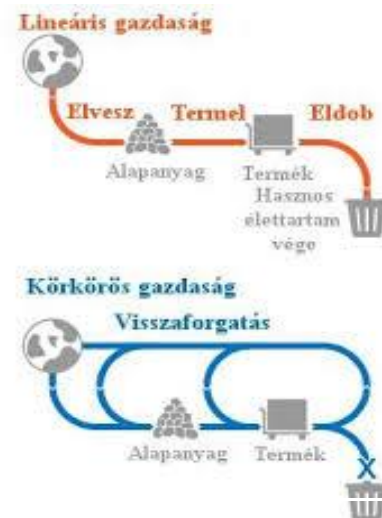 Lineáris gazdaság
Elvesz Termel Eldob
Alapanyag Termék
Hasznos
élettartam
vége
Körkörös gazdaság
Visszaforgatás
Alapanyag Termék
X